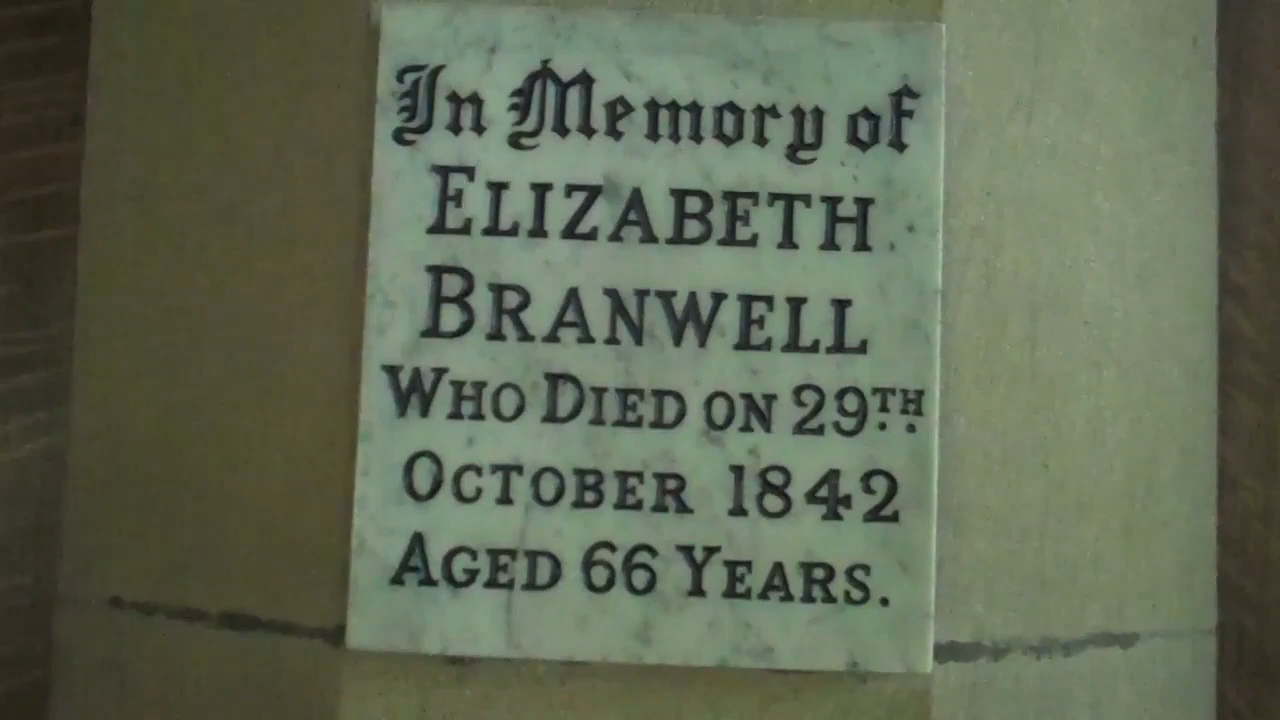 In Memory of
ELIZABETH
BRANWELL
WHO DIED ON 29TH
OCTOBER 1842
AGED 66 YEARS.